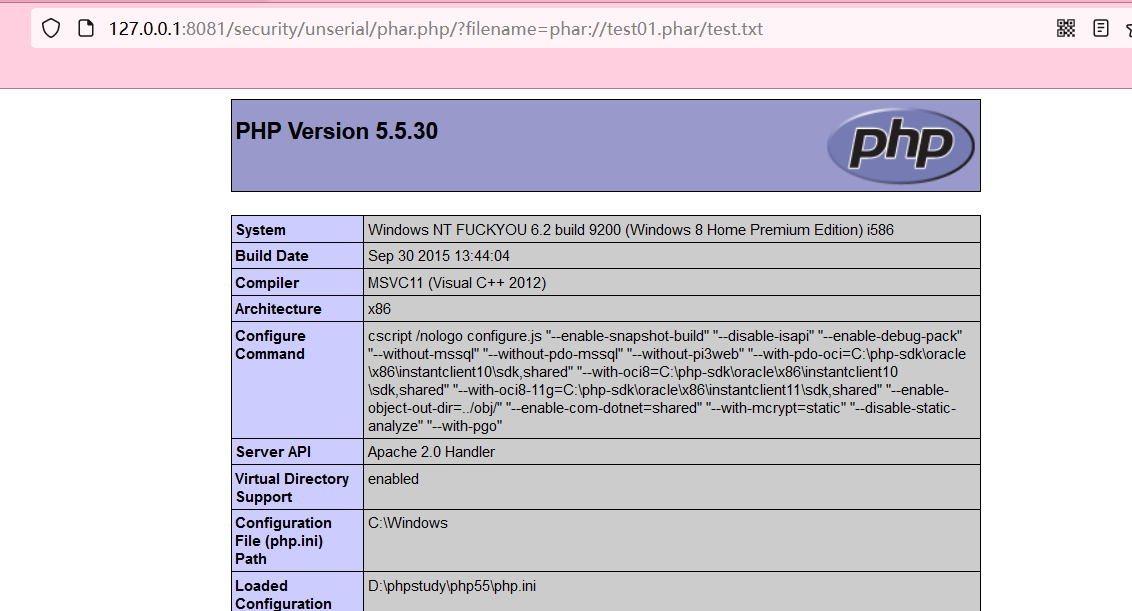 127.0.0.1:8081/security/unserial/phar.php/?filename=phar://test01.phar/test.txt
PHP Version 5.5.30
php
System
Windows NT FUCKYOU 6.2 build 9200 (Windows 8 Home Premium Edition) i586
Build Date
Sep 30 2015 13:44:04
Compiler
MSVC11 (Visual C++ 2012)
Architecture
x86
Configure
Command
cscript /nologo configure.js "--enable-snapshot-build" "--disable-isapi" "--enable-debug-pack"
"--without-mssql" "--without-pdo-mssql" "--without-pi3web" "--with-pdo-oci=C:\php-sdk\oracle
\x86\instantclient10\sdk,shared" "--with-oci8=C:\php-sdk\oracle\x86\instantclient10
\sdk,shared" "--with-oci8-11g=C:\php-sdk\oracle\x86\instantclient11\sdk,shared" "--enable-
object-out-dir=../obj/" "--enable-com-dotnet=shared" "--with-mcrypt=static" "--disable-static-
analyze" "--with-pgo"
Server API
Apache 2.0 Handler
Virtual Directory
Support
enabled
Configuration
File (php.ini)
Path
C:\Windows
Loaded
Configuration
D:\phpstudy\php55\php.ini